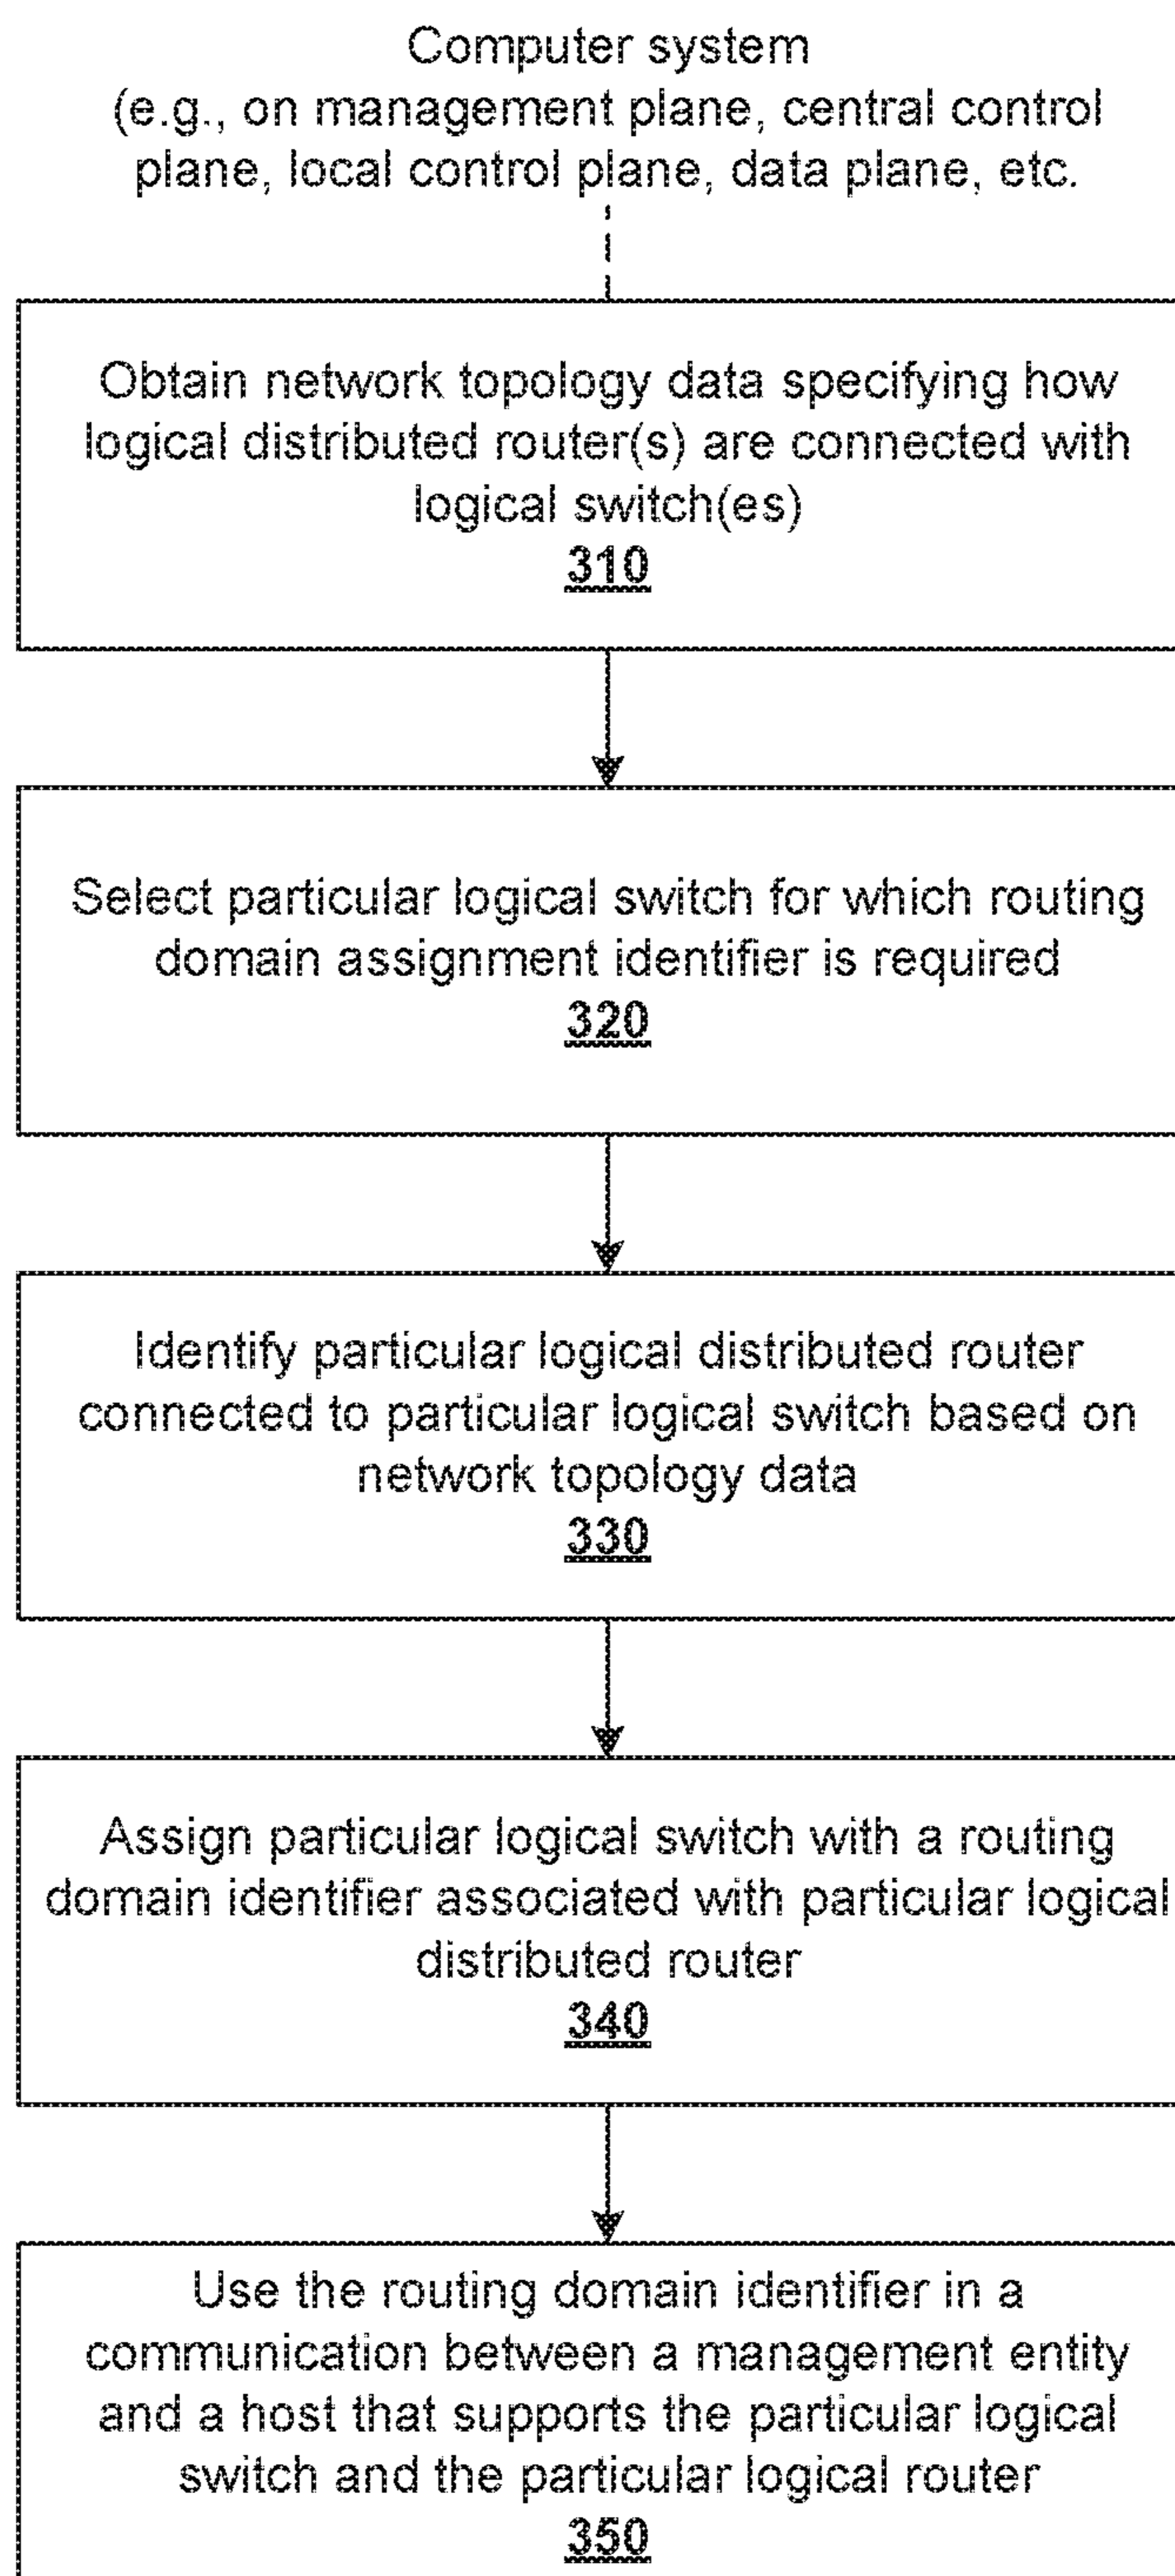 Computer system
(e.g., on management plane, central control
plane, local control plane, data plane, etc.
Obtain network topology data specifying how
logical distributed router(s) are connected with
logical switch(es)
310
Select particular logical switch for which routing
domain assignment identifier is required
320
Identify particular logical distributed router
connected to particular logical switch based on
network topology data
330
Assign particular logical switch with a routing
domain identifier associated with particular logical
distributed router
340
Use the routing domain identifier in a
communication between a management entity
and a host that supports the particular logical
switch and the particular logical router
350